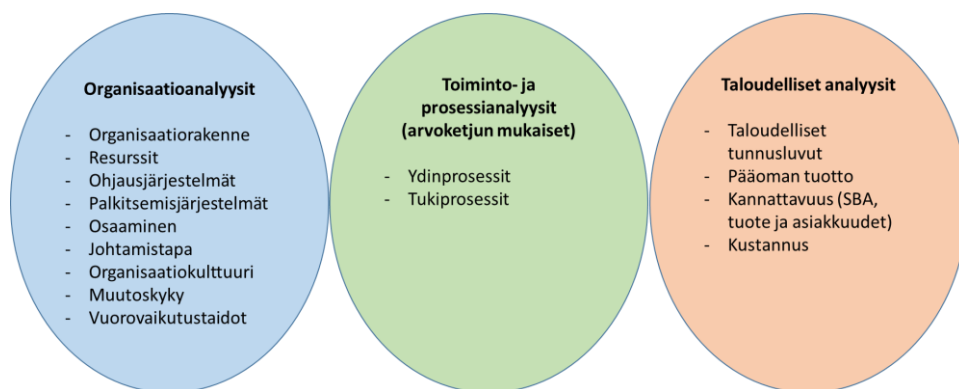 Organisaatioanalyysit
- Organisaatiorakenne
- Resurssit
- Ohjausjärjestelmät
- Palkitsemisjärjestelmät
- Osaaminen
- Johtamistapa
- Organisaatiokulttuuri
- Muutoskyky
- Vuorovaikutustaidot
Toiminto- ja
prosessianalyysit
(arvoketjun mukaiset)
- Ydinprosessit
- Tukiprosessit
Taloudelliset analyysit
- Taloudelliset
tunnusluvut
- Pääoman tuotto
- Kannattavuus (SBA,
tuote ja asiakkuudet)
- Kustannus